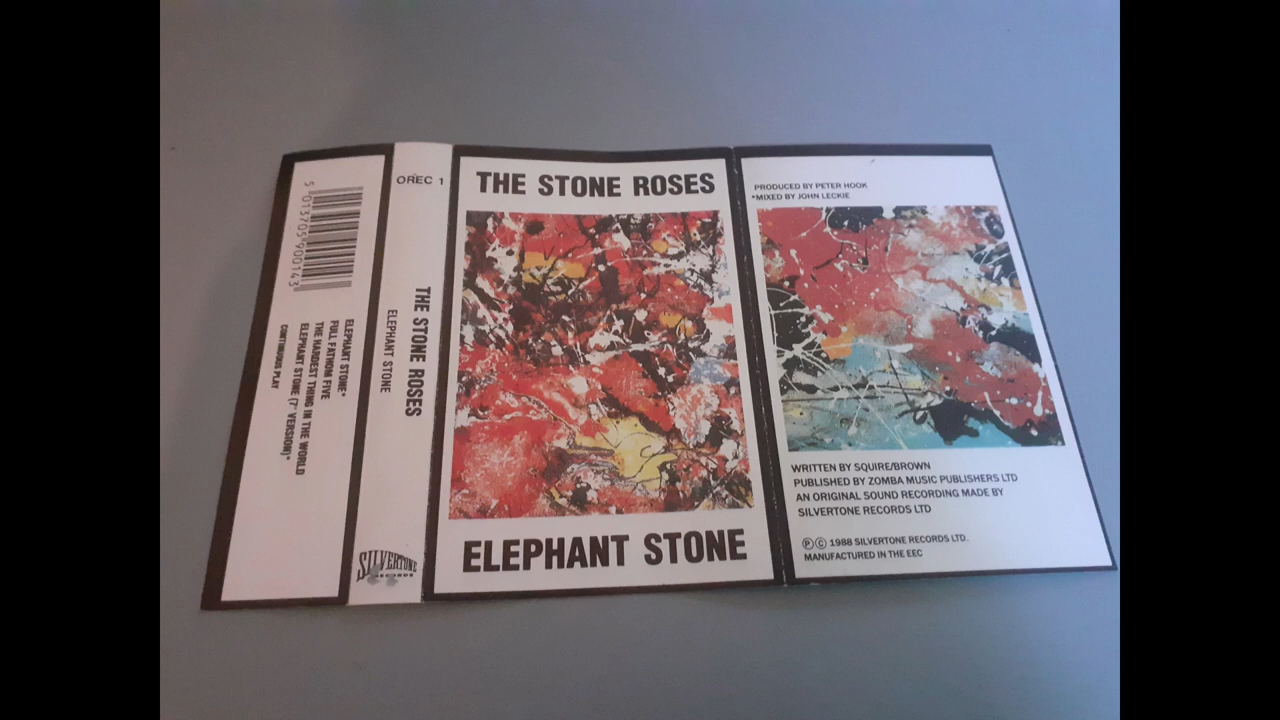 5 013705 900143
ELEPHANT STONE*
FULL FATHOM FIVE
THE HARDEST THING IN THE WORLD
ELEPHANT STONE (7" VERSION)*
CONTINUOUS PLAY
OREC 1
THE STONE ROSES
ELEPHANT STONE
SILVERTONE
RECORDS
THE STONE ROSES
ELEPHANT STONE
PRODUCED BY PETER HOOK
*MIXED BY JOHN LECKIE
WRITTEN BY SQUIRE/BROWN
PUBLISHED BY ZOMBA MUSIC PUBLISHERS LTD
AN ORIGINAL SOUND RECORDING MADE BY
SILVERTONE RECORDS LTD
℗© 1988 SILVERTONE RECORDS LTD.
MANUFACTURED IN THE EEC